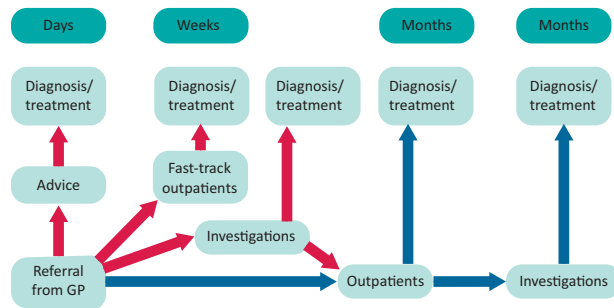 Days
Weeks
Months
Months
Diagnosis/
treatment
Diagnosis/
treatment
Diagnosis/
treatment
Diagnosis/
treatment
Diagnosis/
treatment
Advice
Fast-track
outpatients
Investigations
Referral
from GP
Outpatients
Investigations